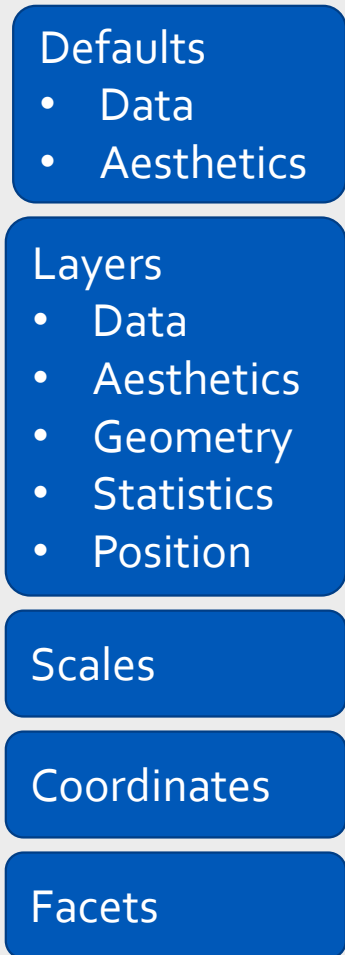 Defaults
• Data
• Aesthetics
Layers
• Data
• Aesthetics
• Geometry
• Statistics
• Position
Scales
Coordinates
Facets